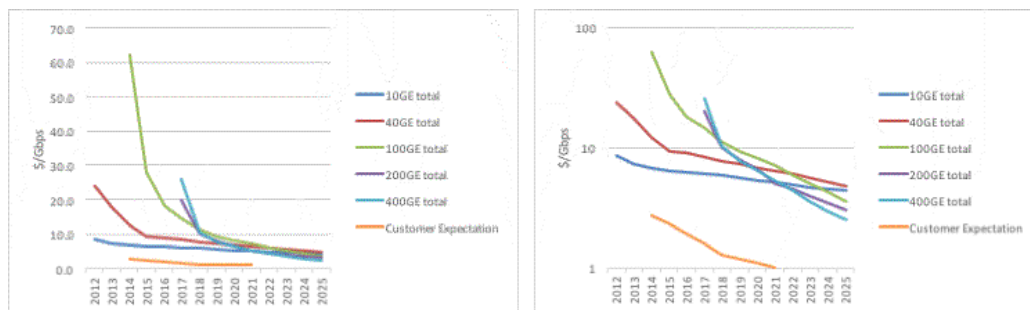 70.0
60.0
50.0
40.0
30.0
20.0
10.0
0.0
$/Gbps
2012
2013
2014
2015
2016
2017
2018
2019
2020
2021
2022
2023
2024
2025
10GE total
40GE total
100GE total
200GE total
400GE total
Customer Expectation
100
10
1
$/Gbps
2012
2013
2014
2015
2016
2017
2018
2019
2020
2021
2022
2023
2024
2025
10GE total
40GE total
100GE total
200GE total
400GE total
Customer Expectation